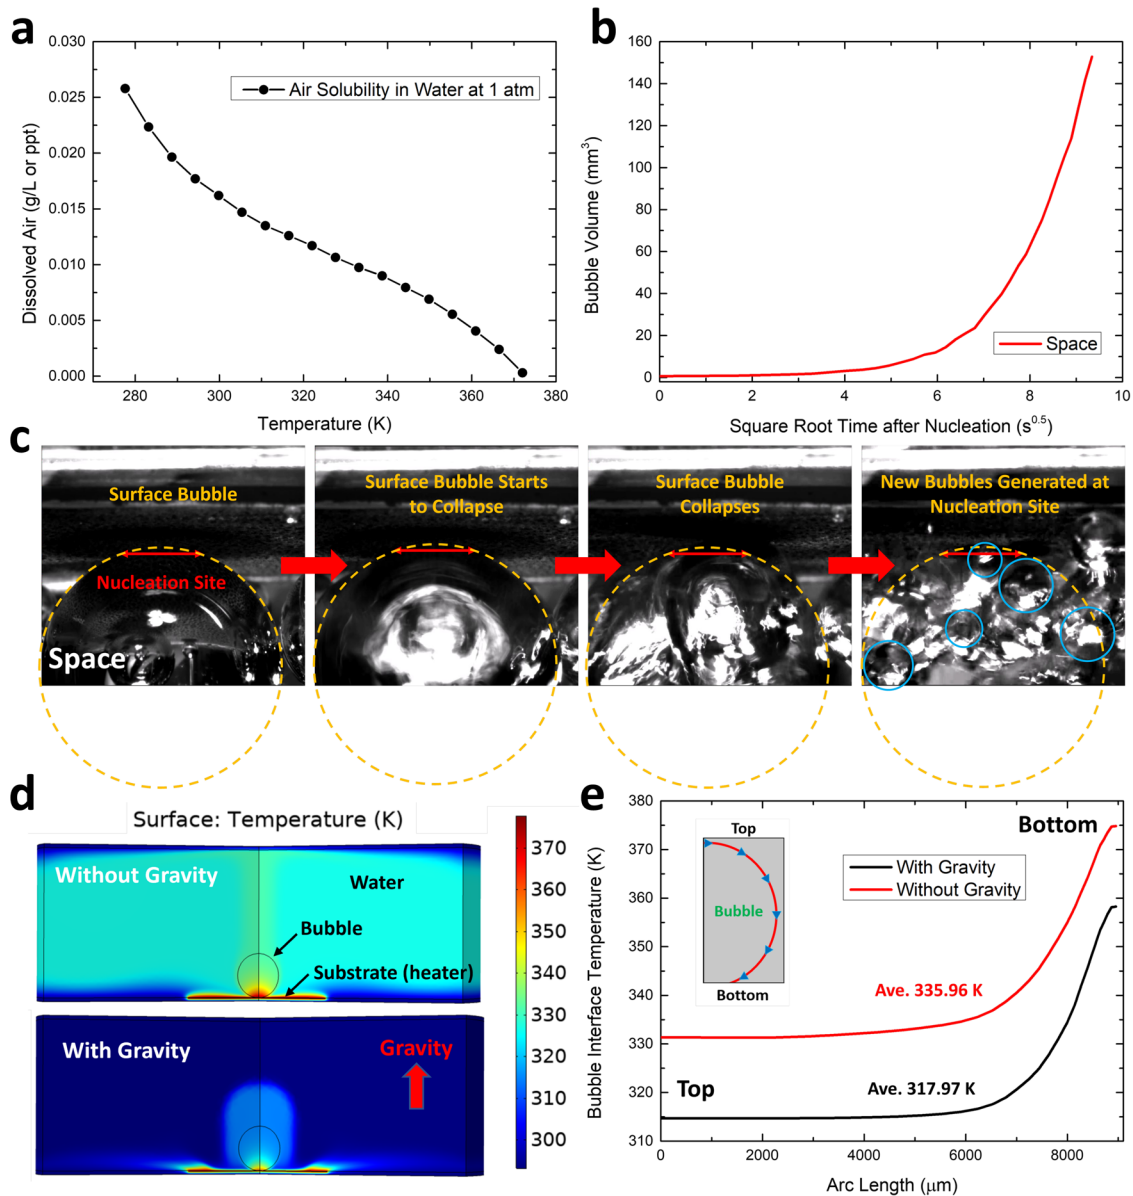 a
0.030
0.025
0.020
0.015
0.010
0.005
0.000
Dissolved Air (g/L or ppt)
Air Solubility in Water at 1 atm
280
300
320
340
360
380
Temperature (K)
b
160
140
120
100
80
60
40
20
0
Bubble Volume (mm³)
Space
0
2
4
6
8
10
Square Root Time after Nucleation (s⁰·⁵)
c
Surface Bubble
Nucleation Site
Space
Surface Bubble Starts
to Collapse
Surface Bubble
Collapses
New Bubbles Generated at
Nucleation Site
d
Surface: Temperature (K)
Without Gravity
Water
Bubble
Substrate (heater)
With Gravity
Gravity
370
360
350
340
330
320
310
300
e
380
370
360
350
340
330
320
310
Bubble Interface Temperature (K)
Top
Bubble
Bottom
Bottom
With Gravity
Without Gravity
Ave. 335.96 K
Top
Ave. 317.97 K
0
2000
4000
6000
8000
Arc Length (μm)